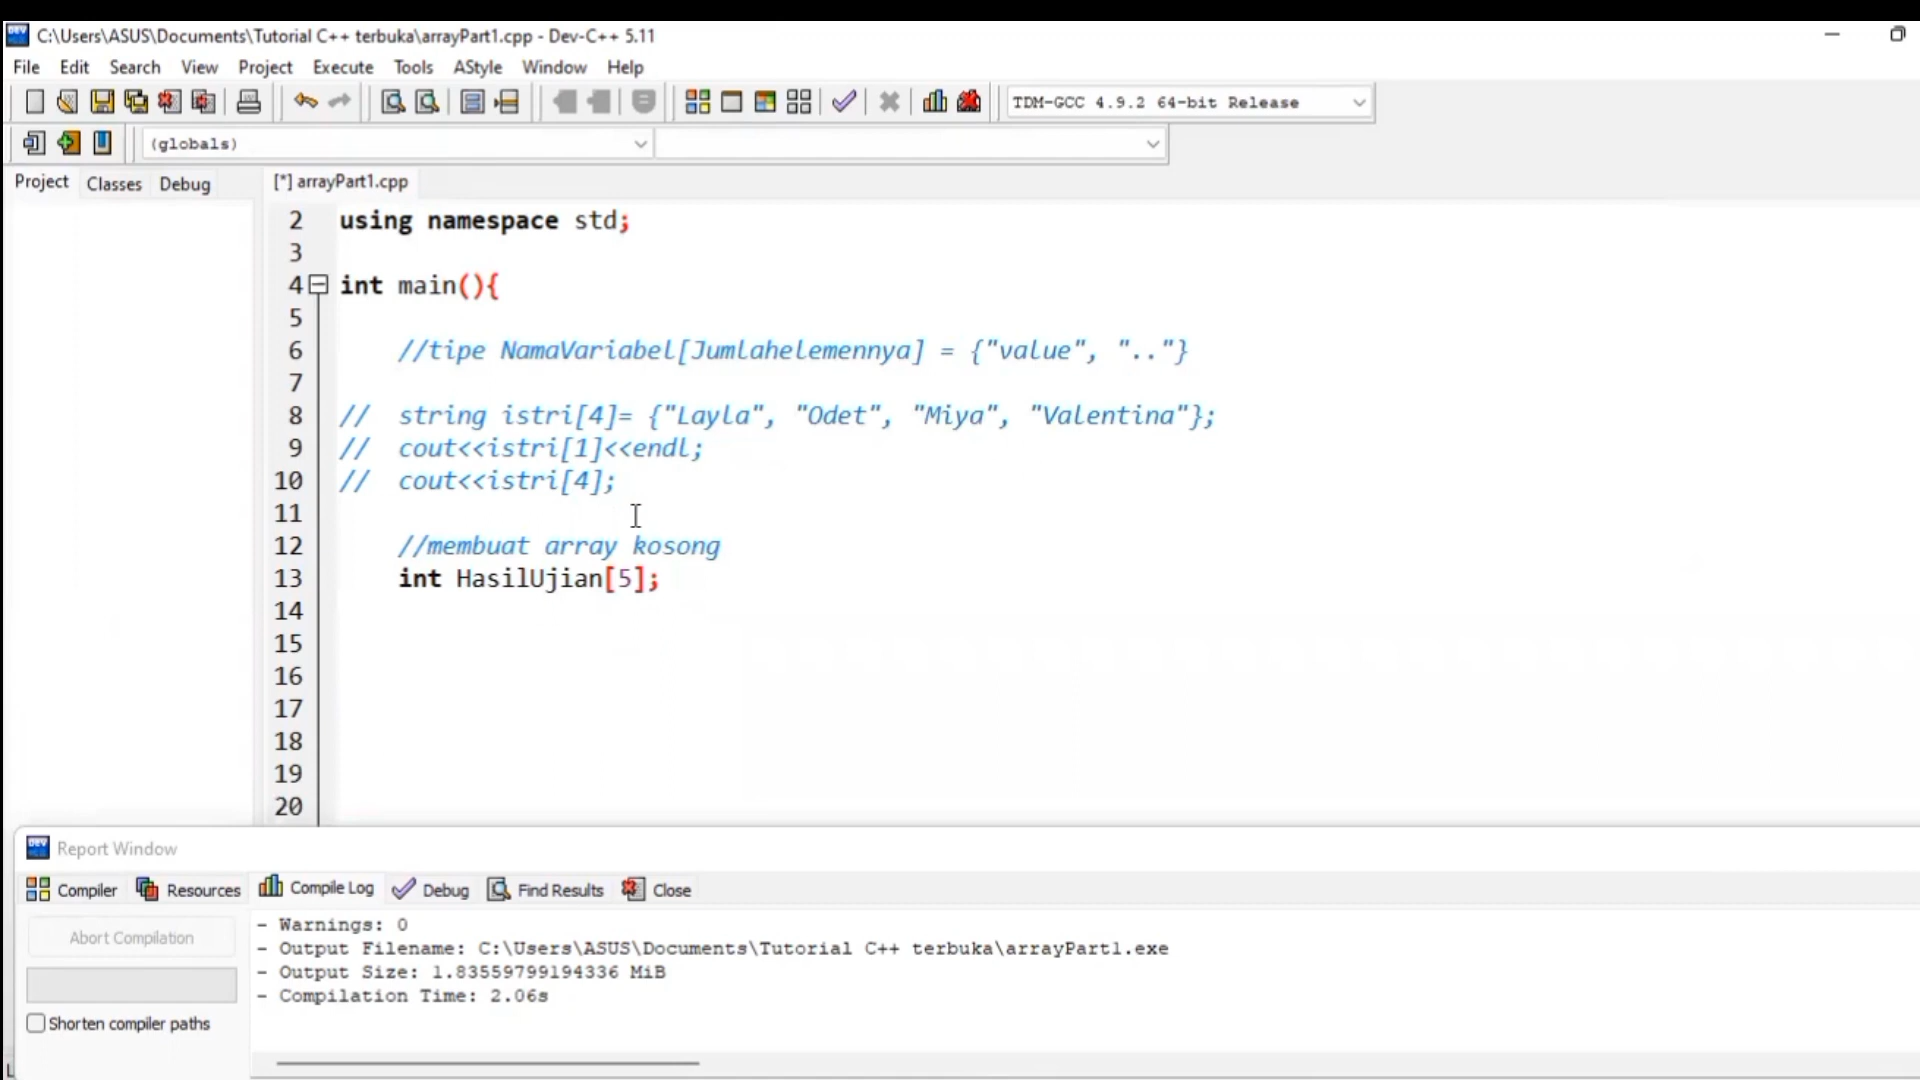 C:\Users\ASUS\Documents\Tutorial C++ terbuka\arrayPart1.cpp - Dev-C++ 5.11
File Edit Search View Project Execute Tools AStyle Window Help
TDM-GCC 4.9.2 64-bit Release
(globals)
Project Classes Debug
[*] arrayPart1.cpp
2 using namespace std;
3
4 int main(){
5
6 //tipe NamaVariabel[Jumlahelemennya] = {"value", ".."}
7
8 // string istri[4]= {"Layla", "Odet", "Miya", "Valentina"};
9 // cout<<istri[1]<<endl;
10 // cout<<istri[4];
11
12 //membuat array kosong
13 int HasilUjian[5];
14
15
16
17
18
19
20
Report Window
Compiler Resources Compile Log Debug Find Results Close
Abort Compilation
Shorten compiler paths
- Warnings: 0
- Output Filename: C:\Users\ASUS\Documents\Tutorial C++ terbuka\arrayPart1.exe
- Output Size: 1.83559799194336 MiB
- Compilation Time: 2.06s